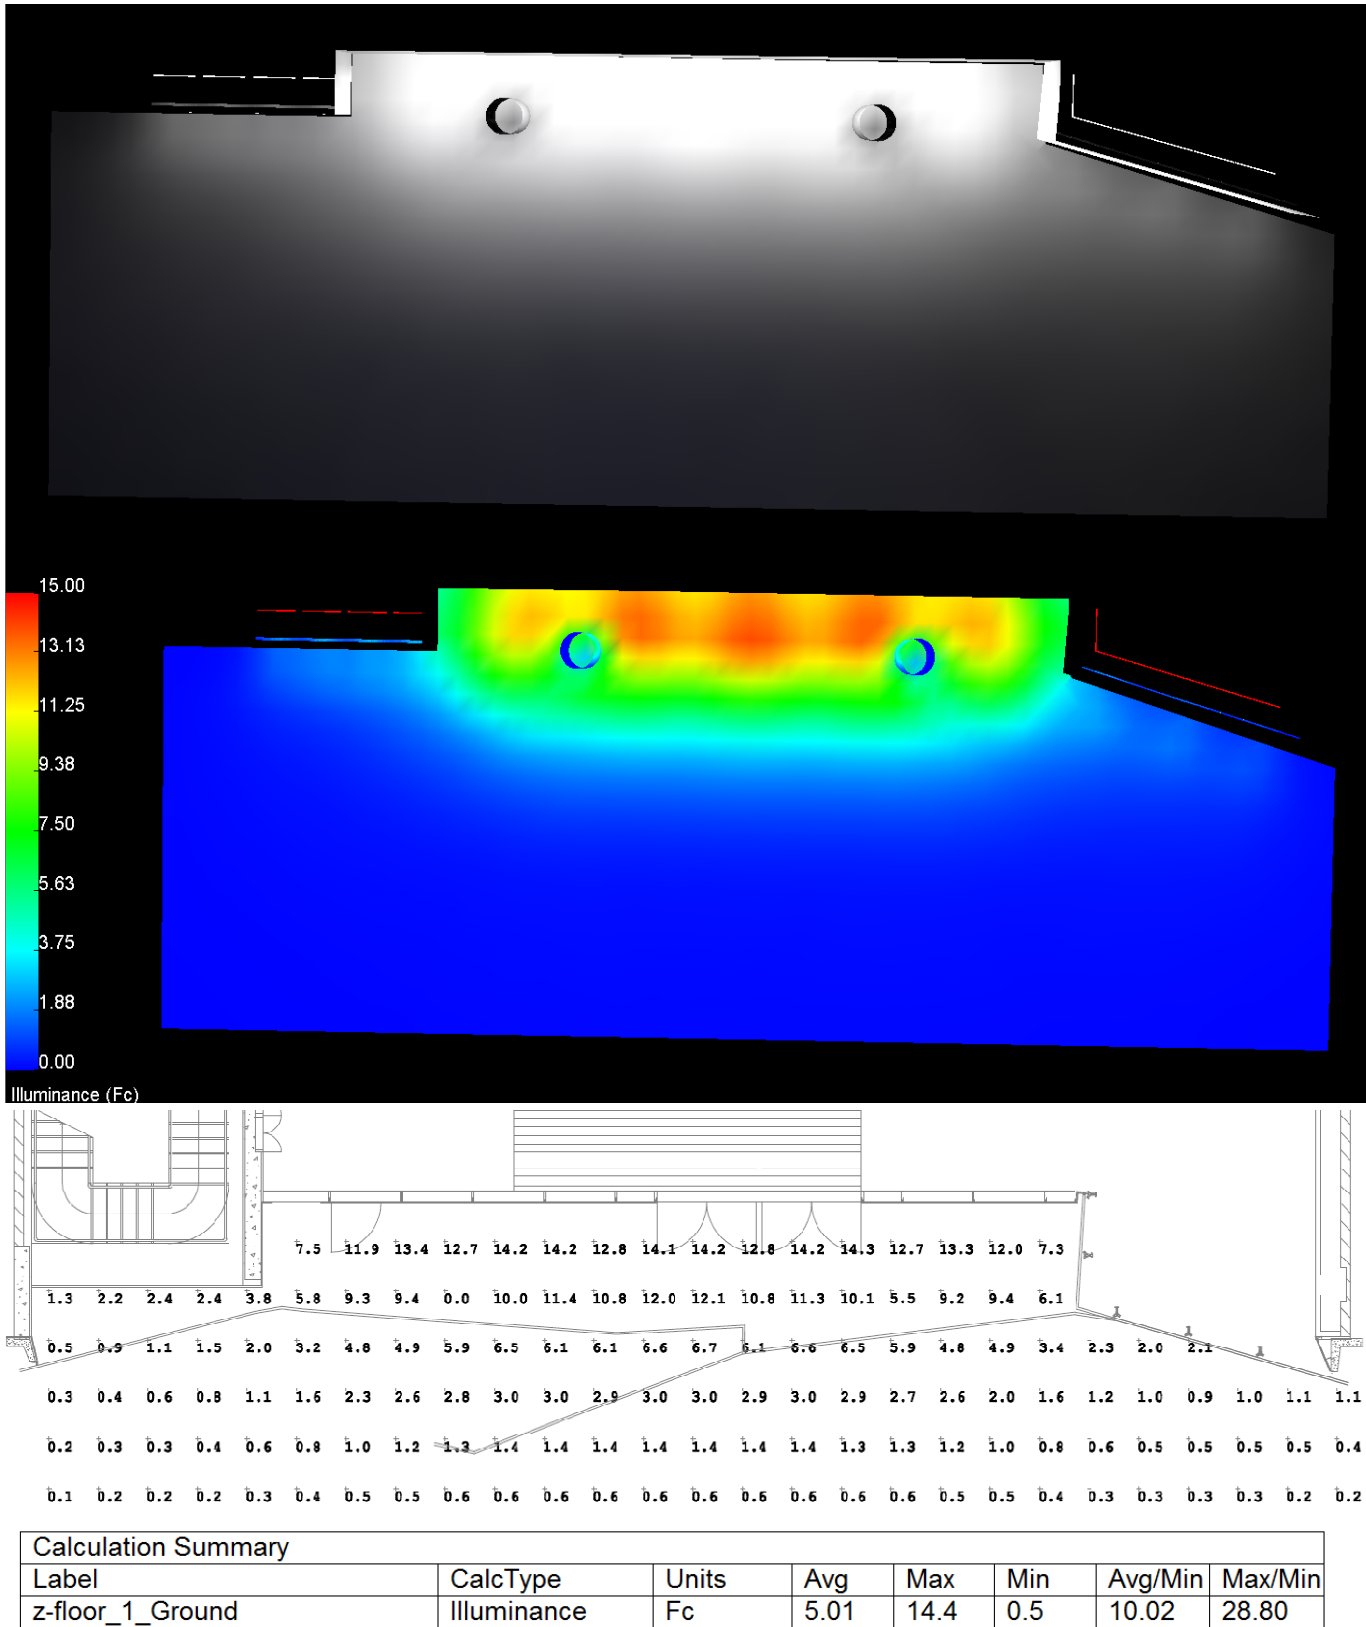 15.00
13.13
11.25
9.38
7.50
5.63
3.75
1.88
0.00
Illuminance (Fc)
7.5 11.9 13.4 12.7 14.2 14.2 12.8 14.1 14.2 12.8 14.2 14.3 12.7 13.3 12.0 7.3
1.3 2.2 2.4 2.4 3.8 5.8 9.3 9.4 0.0 10.0 11.4 10.8 12.0 12.1 10.8 11.3 10.1 5.5 9.2 9.4 6.1
0.5 0.9 1.1 1.5 2.0 3.2 4.8 4.9 5.9 6.5 6.1 6.1 6.6 6.7 6.1 6.6 6.5 5.9 4.8 4.9 3.4 2.3 2.0 2.1
0.3 0.4 0.6 0.8 1.1 1.6 2.3 2.6 2.8 3.0 3.0 2.9 3.0 3.0 2.9 3.0 2.9 2.7 2.6 2.0 1.6 1.2 1.0 0.9 1.0 1.1 1.1
0.2 0.3 0.3 0.4 0.6 0.8 1.0 1.2 1.3 1.4 1.4 1.4 1.4 1.4 1.4 1.4 1.3 1.3 1.2 1.0 0.8 0.6 0.5 0.5 0.5 0.5 0.4
0.1 0.2 0.2 0.2 0.3 0.4 0.5 0.5 0.6 0.6 0.6 0.6 0.6 0.6 0.6 0.6 0.6 0.6 0.5 0.5 0.4 0.3 0.3 0.3 0.3 0.2 0.2
Calculation Summary
Label CalcType Units Avg Max Min Avg/Min Max/Min
z-floor_1_Ground Illuminance Fc 5.01 14.4 0.5 10.02 28.80